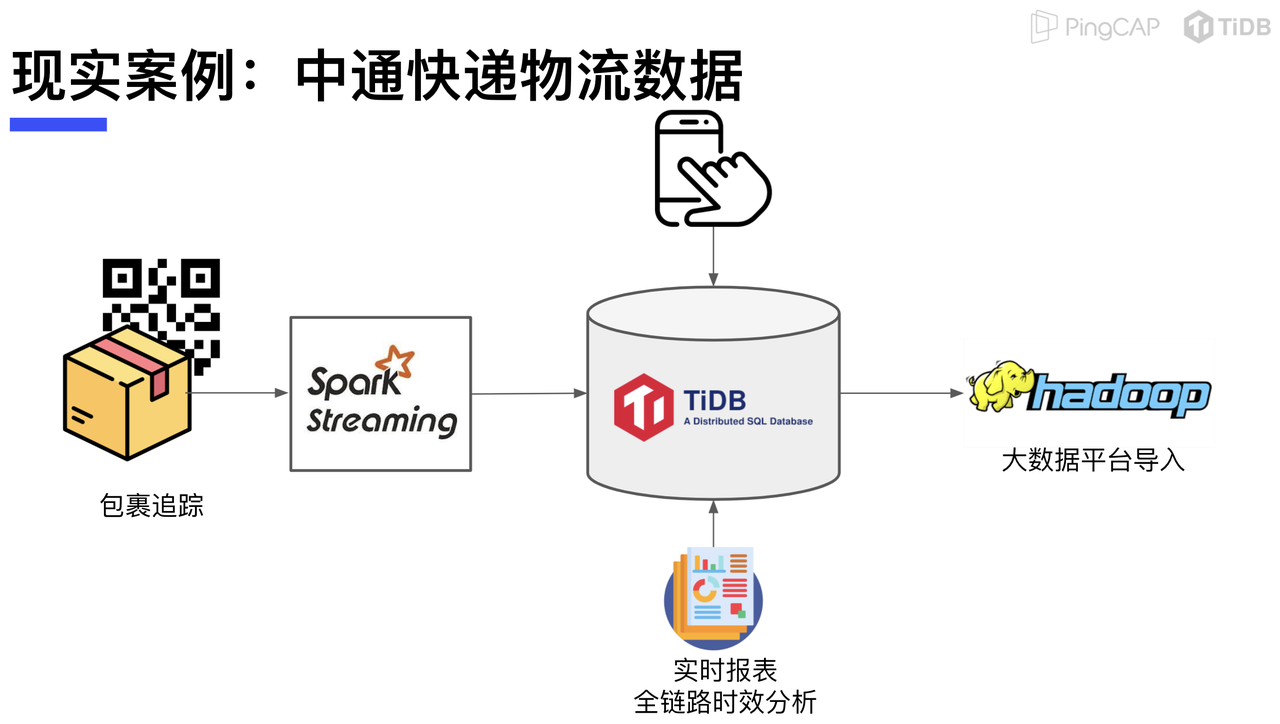 PingCAP TiDB
现实案例：中通快递物流数据
Spark
Streaming
TiDB
A Distributed SQL Database
hadoop
大数据平台导入
包裹追踪
实时报表
全链路时效分析